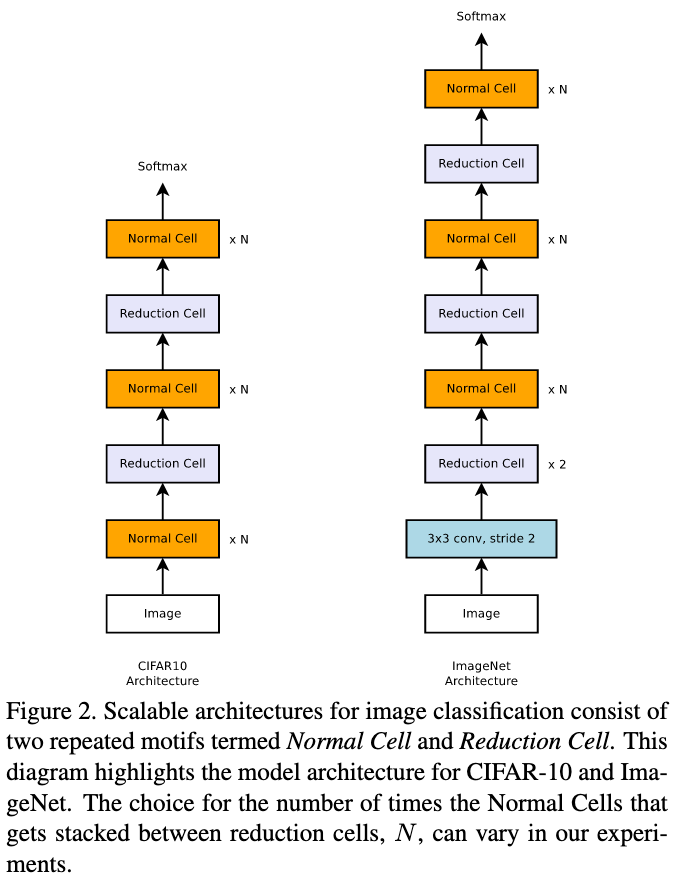 Softmax
Normal Cell x N
Reduction Cell
Normal Cell x N
Reduction Cell
Normal Cell x N
Image
CIFAR10
Architecture
Softmax
Normal Cell x N
Reduction Cell
Normal Cell x N
Reduction Cell
Normal Cell x N
Reduction Cell x 2
3x3 conv, stride 2
Image
ImageNet
Architecture
Figure 2. Scalable architectures for image classification consist of
two repeated motifs termed Normal Cell and Reduction Cell. This
diagram highlights the model architecture for CIFAR-10 and Ima-
geNet. The choice for the number of times the Normal Cells that
gets stacked between reduction cells, N, can vary in our experi-
ments.